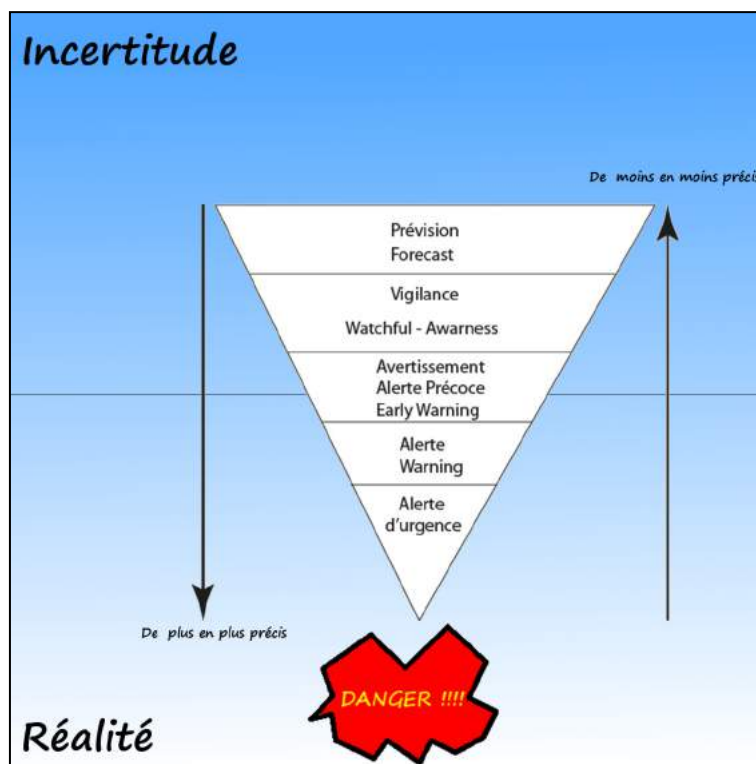 Incertitude
De moins en moins précis
Prévision
Forecast
Vigilance
Watchful - Awarness
Avertissement
Alerte Précoce
Early Warning
Alerte
Warning
Alerte
d'urgence
De plus en plus précis
DANGER !!!!
Réalité